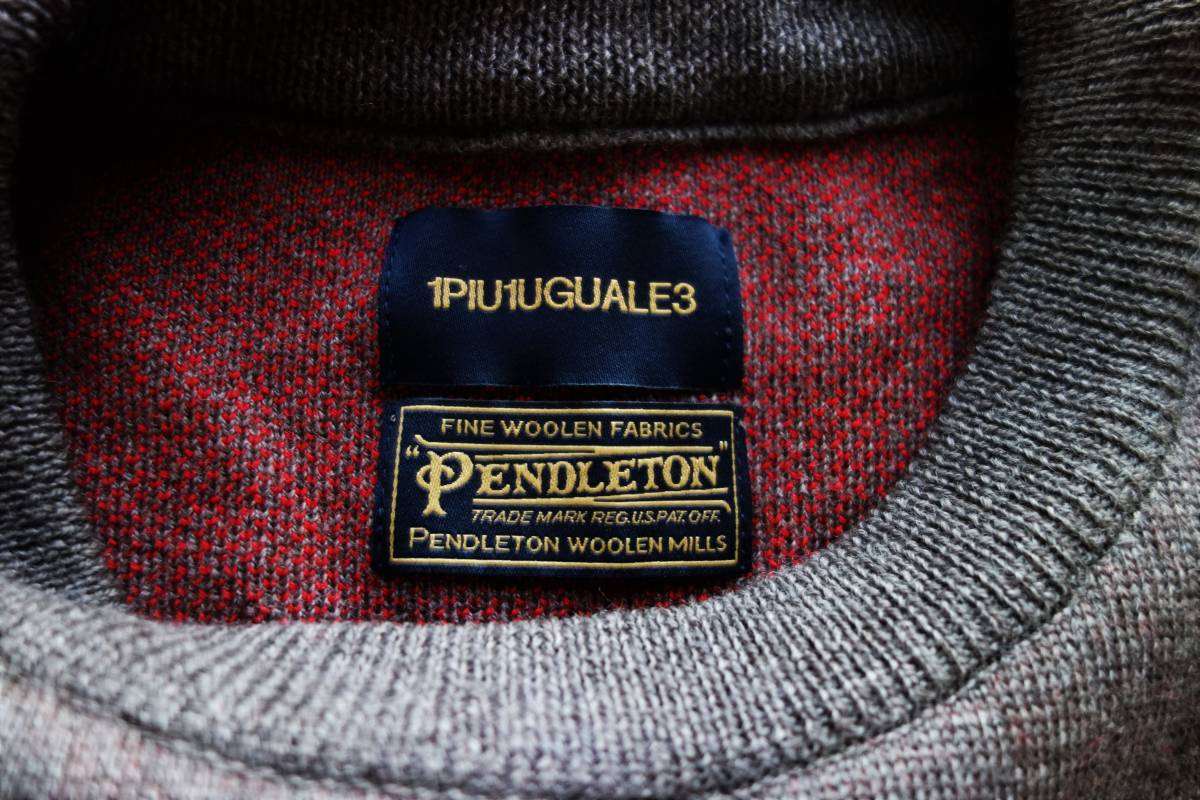 1PIU1UGUALE3
FINE WOOLEN FABRICS
"PENDLETON"
TRADE MARK REG.U.S.PAT.OFF.
PENDLETON WOOLEN MILLS